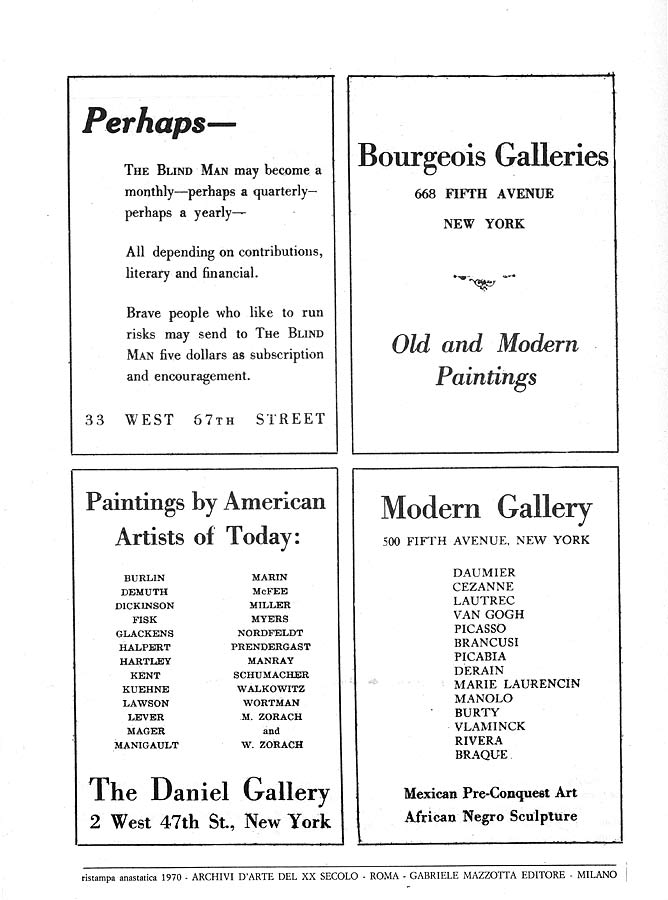 Perhaps—
THE BLIND MAN may become a
monthly—perhaps a quarterly—
perhaps a yearly—
All depending on contributions,
literary and financial.
Brave people who like to run
risks may send to THE BLIND
MAN five dollars as subscription
and encouragement.
33 WEST 67TH STREET
Bourgeois Galleries
668 FIFTH AVENUE
NEW YORK
Old and Modern
Paintings
Paintings by American
Artists of Today:
BURLIN
DEMUTH
DICKINSON
FISK
GLACKENS
HALPERT
HARTLEY
KENT
KUEHNE
LAWSON
LEVER
MAGER
MANIGAULT
MARIN
McFEE
MILLER
MYERS
NORDFELDT
PRENDERGAST
MANRAY
SCHUMACHER
WALKOWITZ
WORTMAN
M. ZORACH
and
W. ZORACH
The Daniel Gallery
2 West 47th St., New York
Modern Gallery
500 FIFTH AVENUE, NEW YORK
DAUMIER
CEZANNE
LAUTREC
VAN GOGH
PICASSO
BRANCUSI
PICABIA
DERAIN
MARIE LAURENCIN
MANOLO
BURTY
VLAMINCK
RIVERA
BRAQUE
Mexican Pre-Conquest Art
African Negro Sculpture
ristampa anastatica 1970 - ARCHIVI D'ARTE DEL XX SECOLO - ROMA - GABRIELE MAZZOTTA EDITORE - MILANO